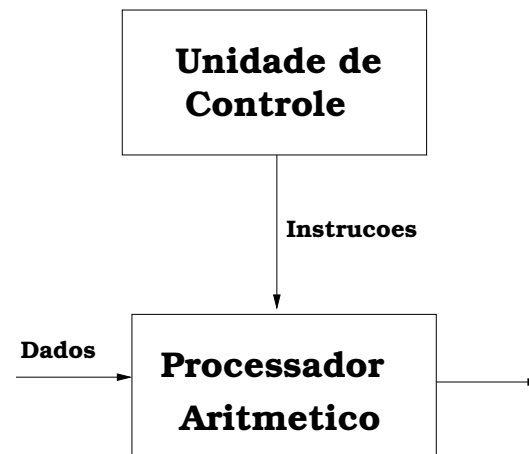 Unidade de
Controle
Instrucoes
Dados
Processador
Aritmetico